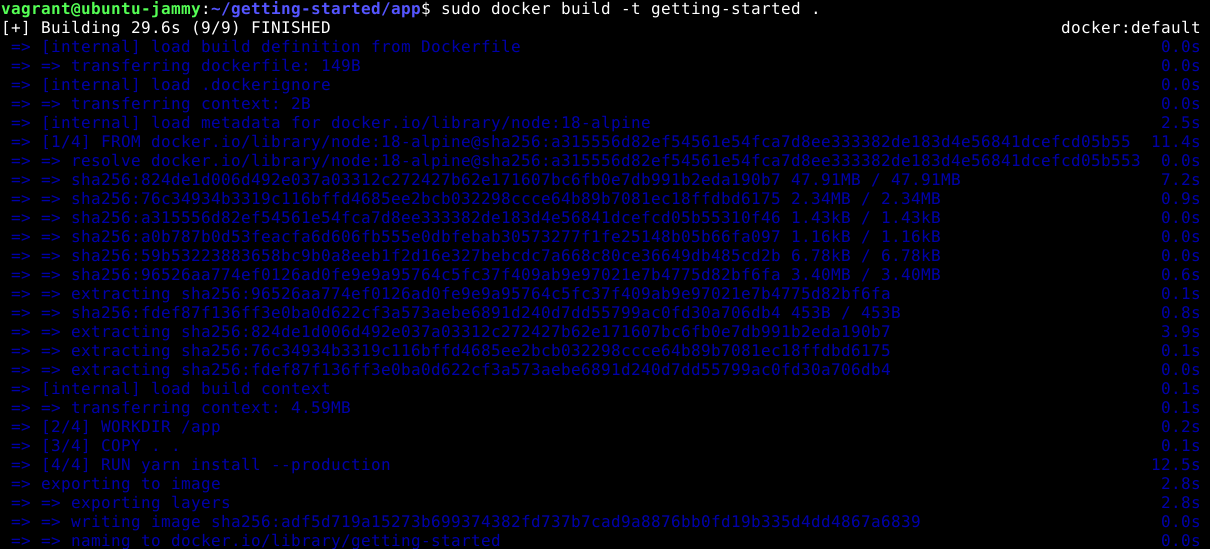 vagrant@ubuntu-jammy:~/getting-started/app$ sudo docker build -t getting-started .
[+] Building 29.6s (9/9) FINISHED docker:default
=> [internal] load build definition from Dockerfile 0.0s
=> => transferring dockerfile: 149B 0.0s
=> [internal] load .dockerignore 0.0s
=> => transferring context: 2B 0.0s
=> [internal] load metadata for docker.io/library/node:18-alpine 2.5s
=> [1/4] FROM docker.io/library/node:18-alpine@sha256:a315556d82ef54561e54fca7d8ee333382de183d4e56841dcefcd05b55 11.4s
=> => resolve docker.io/library/node:18-alpine@sha256:a315556d82ef54561e54fca7d8ee333382de183d4e56841dcefcd05b553 0.0s
=> => sha256:824de1d006d492e037a03312c272427b62e171607bc6fb0e7db991b2eda190b7 47.91MB / 47.91MB 7.2s
=> => sha256:76c34934b3319c116bffd4685ee2bcb032298ccce64b89b7081ec18ffdbd6175 2.34MB / 2.34MB 0.9s
=> => sha256:a315556d82ef54561e54fca7d8ee333382de183d4e56841dcefcd05b55310f46 1.43kB / 1.43kB 0.0s
=> => sha256:a0b787b0d53feacfa6d606fb555e0dbfebab30573277f1fe25148b05b66fa097 1.16kB / 1.16kB 0.0s
=> => sha256:59b53223883658bc9b0a8eeb1f2d16e327bebcdc7a668c80ce36649db485cd2b 6.78kB / 6.78kB 0.0s
=> => sha256:96526aa774ef0126ad0fe9e9a95764c5fc37f409ab9e97021e7b4775d82bf6fa 3.40MB / 3.40MB 0.6s
=> => extracting sha256:96526aa774ef0126ad0fe9e9a95764c5fc37f409ab9e97021e7b4775d82bf6fa 0.1s
=> => sha256:fdef87f136ff3e0ba0d622cf3a573aebe6891d240d7dd55799ac0fd30a706db4 453B / 453B 0.8s
=> => extracting sha256:824de1d006d492e037a03312c272427b62e171607bc6fb0e7db991b2eda190b7 3.9s
=> => extracting sha256:76c34934b3319c116bffd4685ee2bcb032298ccce64b89b7081ec18ffdbd6175 0.1s
=> => extracting sha256:fdef87f136ff3e0ba0d622cf3a573aebe6891d240d7dd55799ac0fd30a706db4 0.0s
=> [internal] load build context 0.1s
=> => transferring context: 4.59MB 0.1s
=> [2/4] WORKDIR /app 0.2s
=> [3/4] COPY . . 0.1s
=> [4/4] RUN yarn install --production 12.5s
=> exporting to image 2.8s
=> => exporting layers 2.8s
=> => writing image sha256:adf5d719a15273b699374382fd737b7cad9a8876bb0fd19b335d4dd4867a6839 0.0s
=> => naming to docker.io/library/getting-started 0.0s